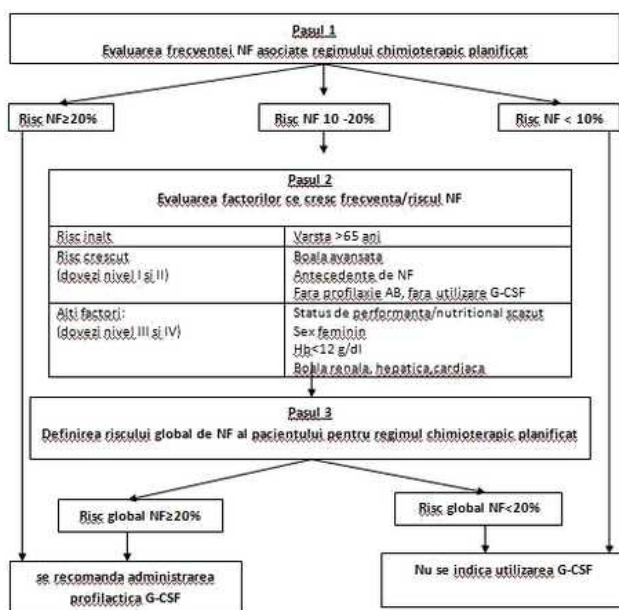 Pasul 1
Evaluarea frecventei NF asociate regimului chimioterapic planificat
Risc NF≥20%
Risc NF 10 -20%
Risc NF < 10%
Pasul 2
Evaluarea factorilor ce cresc frecventa/riscul NF
Risc inalt
Varsta >65 ani
Risc crescut
(dovezi nivel I si II)
Boala avansata
Antecedente de NF
Fara profilaxie AB, fara utilizare G-CSF
Alti factori:
(dovezi nivel III si IV)
Status de performanta/nutritional scazut
Sex feminin
Hb<12 g/dl
Boala renala, hepatica,cardiaca
Pasul 3
Definirea riscului global de NF al pacientului pentru regimul chimioterapic planificat
Risc global NF≥20%
Risc global NF<20%
se recomanda administrarea
profilactica G-CSF
Nu se indica utilizarea G-CSF